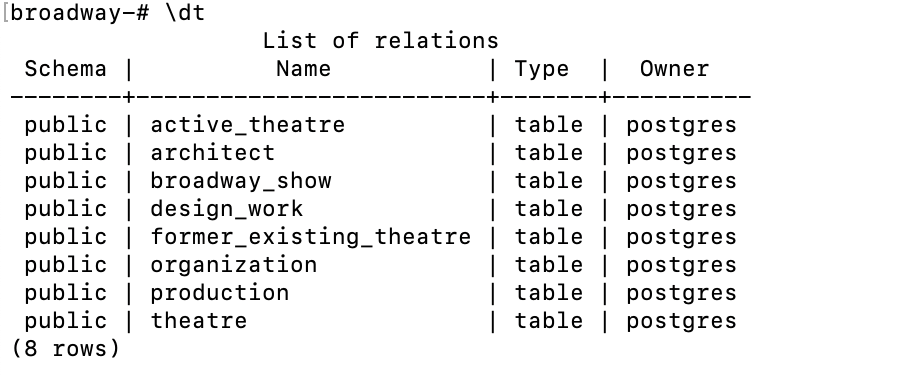 [broadway-# \dt
                  List of relations
 Schema |          Name           | Type  |  Owner
--------+-------------------------+-------+----------
 public | active_theatre          | table | postgres
 public | architect               | table | postgres
 public | broadway_show           | table | postgres
 public | design_work             | table | postgres
 public | former_existing_theatre | table | postgres
 public | organization            | table | postgres
 public | production              | table | postgres
 public | theatre                 | table | postgres
(8 rows)